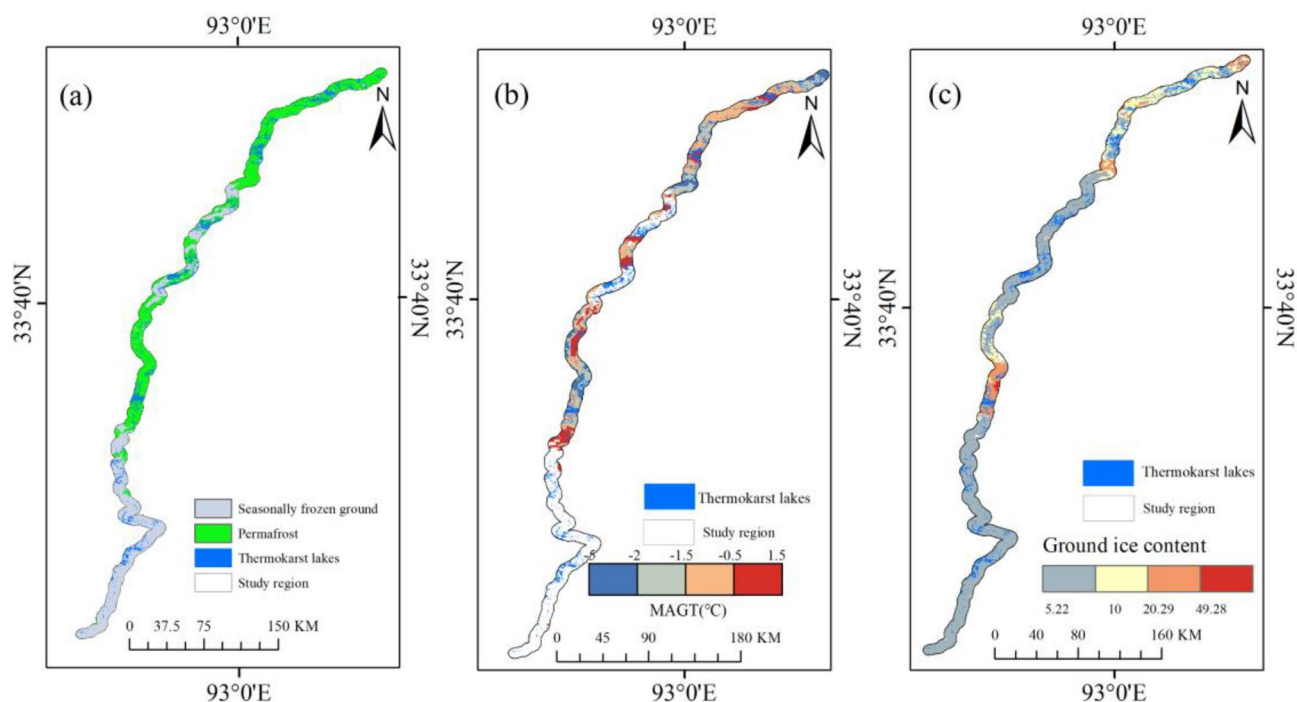 93°0'E
93°0'E
93°0'E
(a)
N
33°40'N
33°40'N
Seasonally frozen ground
Permafrost
Thermokarst lakes
Study region
0 37.5 75 150 KM
93°0'E
(b)
N
33°40'N
33°40'N
Thermokarst lakes
Study region
-2 -1.5 -0.5 1.5
MAGT(°C)
0 45 90 180 KM
93°0'E
(c)
N
33°40'N
33°40'N
Thermokarst lakes
Study region
Ground ice content
5.22 10 20.29 49.28
0 40 80 160 KM
93°0'E